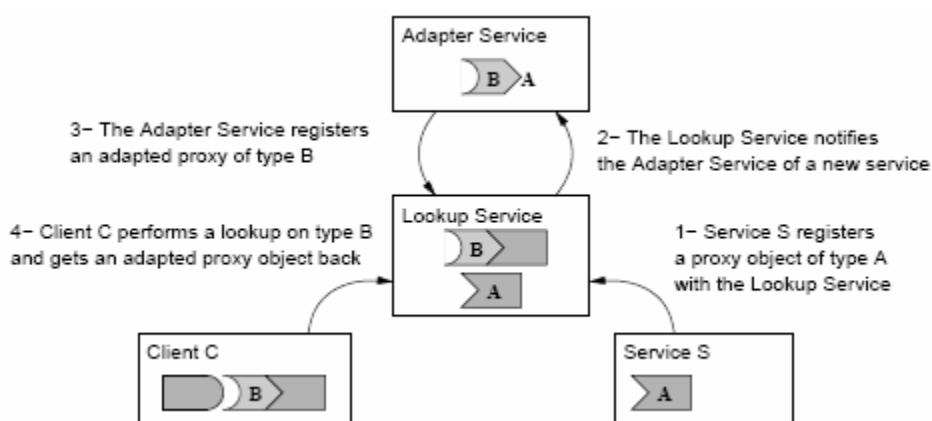 Adapter Service
B A
3− The Adapter Service registers
an adapted proxy of type B
2− The Lookup Service notifies
the Adapter Service of a new service
Lookup Service
B
A
4− Client C performs a lookup on type B
and gets an adapted proxy object back
1− Service S registers
a proxy object of type A
with the Lookup Service
Client C
B
Service S
A